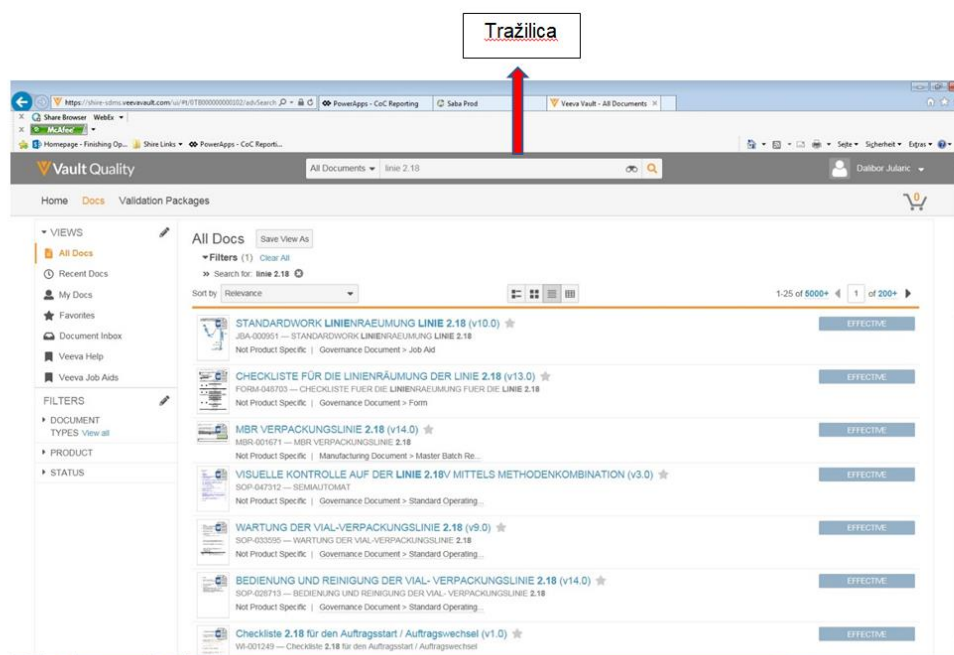 Tražilica
https://shire-sdms.veevavault.com/ui/#t/0TB000000000102/advSearch
PowerApps - CoC Reporting
Saba Prod
Veeva Vault - All Documents
Share Browser WebEx
McAfee
Homepage - Finishing Op... Shire Links PowerApps - CoC Reporti...
Seite Sicherheit Extras
Vault Quality
All Documents linie 2.18
Dalibor Jularic
Home Docs Validation Packages
0
VIEWS
All Docs
Recent Docs
My Docs
Favorites
Document Inbox
Veeva Help
Veeva Job Aids
FILTERS
DOCUMENT
TYPES View all
PRODUCT
STATUS
All Docs Save View As
Filters (1) Clear All
» Search for: linie 2.18
Sort by Relevance
1-25 of 5000+ 1 of 200+
STANDARDWORK LINIENRAEUMUNG LINIE 2.18 (v10.0)
EFFECTIVE
JBA-000951 — STANDARDWORK LINIENRAEUMUNG LINIE 2.18
Not Product Specific | Governance Document > Job Aid
CHECKLISTE FÜR DIE LINIENRÄUMUNG DER LINIE 2.18 (v13.0)
EFFECTIVE
FORM-048703 — CHECKLISTE FUER DIE LINIENRAEUMUNG FUER DIE LINIE 2.18
Not Product Specific | Governance Document > Form
MBR VERPACKUNGSLINIE 2.18 (v14.0)
EFFECTIVE
MBR-001671 — MBR VERPACKUNGSLINIE 2.18
Not Product Specific | Manufacturing Document > Master Batch Re...
VISUELLE KONTROLLE AUF DER LINIE 2.18V MITTELS METHODENKOMBINATION (v3.0)
EFFECTIVE
SOP-047312 — SEMIAUTOMAT
Not Product Specific | Governance Document > Standard Operating...
WARTUNG DER VIAL-VERPACKUNGSLINIE 2.18 (v9.0)
EFFECTIVE
SOP-033595 — WARTUNG DER VIAL-VERPACKUNGSLINIE 2.18
Not Product Specific | Governance Document > Standard Operating...
BEDIENUNG UND REINIGUNG DER VIAL- VERPACKUNGSLINIE 2.18 (v14.0)
EFFECTIVE
SOP-028713 — BEDIENUNG UND REINIGUNG DER VIAL- VERPACKUNGSLINIE 2.18
Not Product Specific | Governance Document > Standard Operating...
Checkliste 2.18 für den Auftragsstart / Auftragswechsel (v1.0)
EFFECTIVE
WI-001249 — Checkliste 2.18 für den Auftragsstart / Auftragswechsel